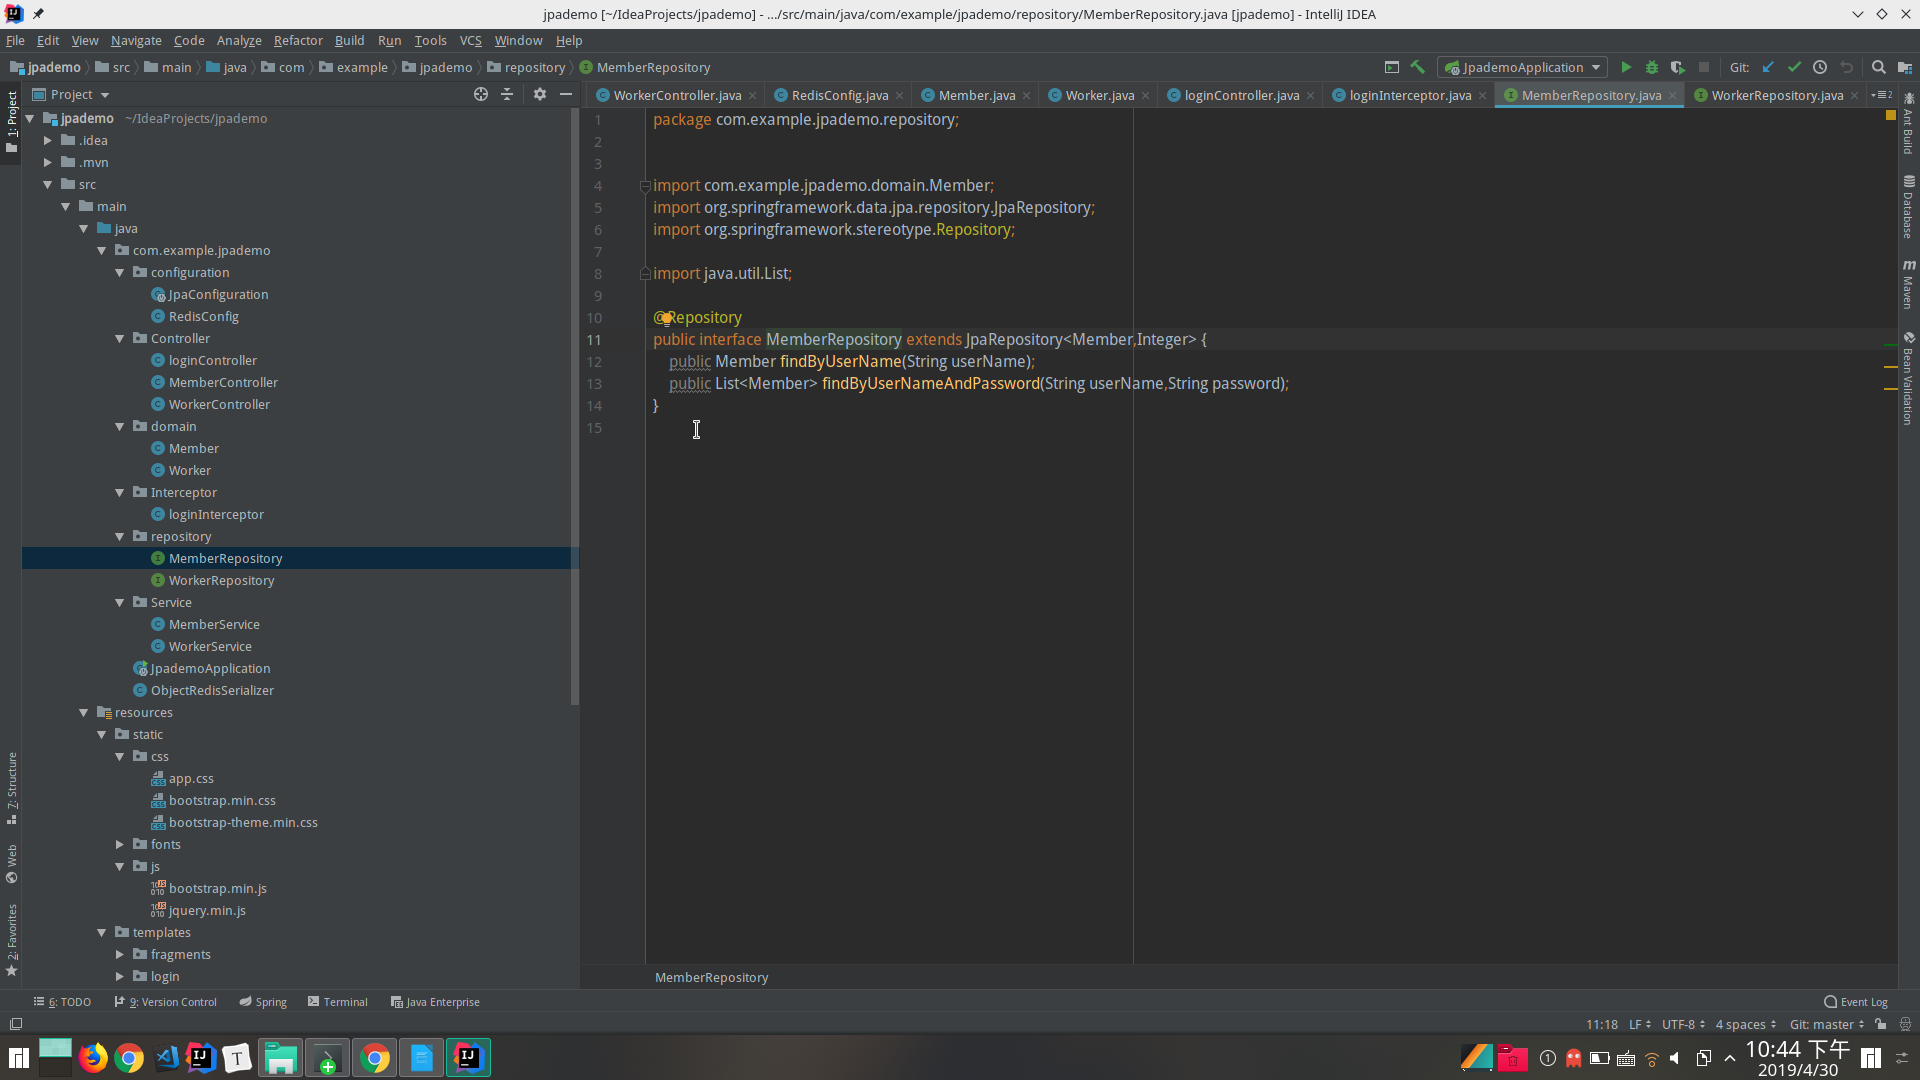 jpademo [~/IdeaProjects/jpademo] - .../src/main/java/com/example/jpademo/repository/MemberRepository.java [jpademo] - IntelliJ IDEA
File Edit View Navigate Code Analyze Refactor Build Run Tools VCS Window Help
jpademo src main java com example jpademo repository MemberRepository JpademoApplication Git:
Project
WorkerController.java RedisConfig.java Member.java Worker.java loginController.java loginInterceptor.java MemberRepository.java WorkerRepository.java 2
1: Project
7: Structure
Web
2: Favorites
jpademo ~/IdeaProjects/jpademo
.idea
.mvn
src
main
java
com.example.jpademo
configuration
JpaConfiguration
RedisConfig
Controller
loginController
MemberController
WorkerController
domain
Member
Worker
Interceptor
loginInterceptor
repository
MemberRepository
WorkerRepository
Service
MemberService
WorkerService
JpademoApplication
ObjectRedisSerializer
resources
static
css
app.css
bootstrap.min.css
bootstrap-theme.min.css
fonts
js
bootstrap.min.js
jquery.min.js
templates
fragments
login
1 package com.example.jpademo.repository;
2
3
4 import com.example.jpademo.domain.Member;
5 import org.springframework.data.jpa.repository.JpaRepository;
6 import org.springframework.stereotype.Repository;
7
8 import java.util.List;
9
10 @Repository
11 public interface MemberRepository extends JpaRepository<Member,Integer> {
12 public Member findByUserName(String userName);
13 public List<Member> findByUserNameAndPassword(String userName,String password);
14 }
15
MemberRepository
Ant Build
Database
Maven
Bean Validation
6: TODO 9: Version Control Spring Terminal Java Enterprise Event Log
11:18 LF UTF-8 4 spaces Git: master
10:44 下午
2019/4/30